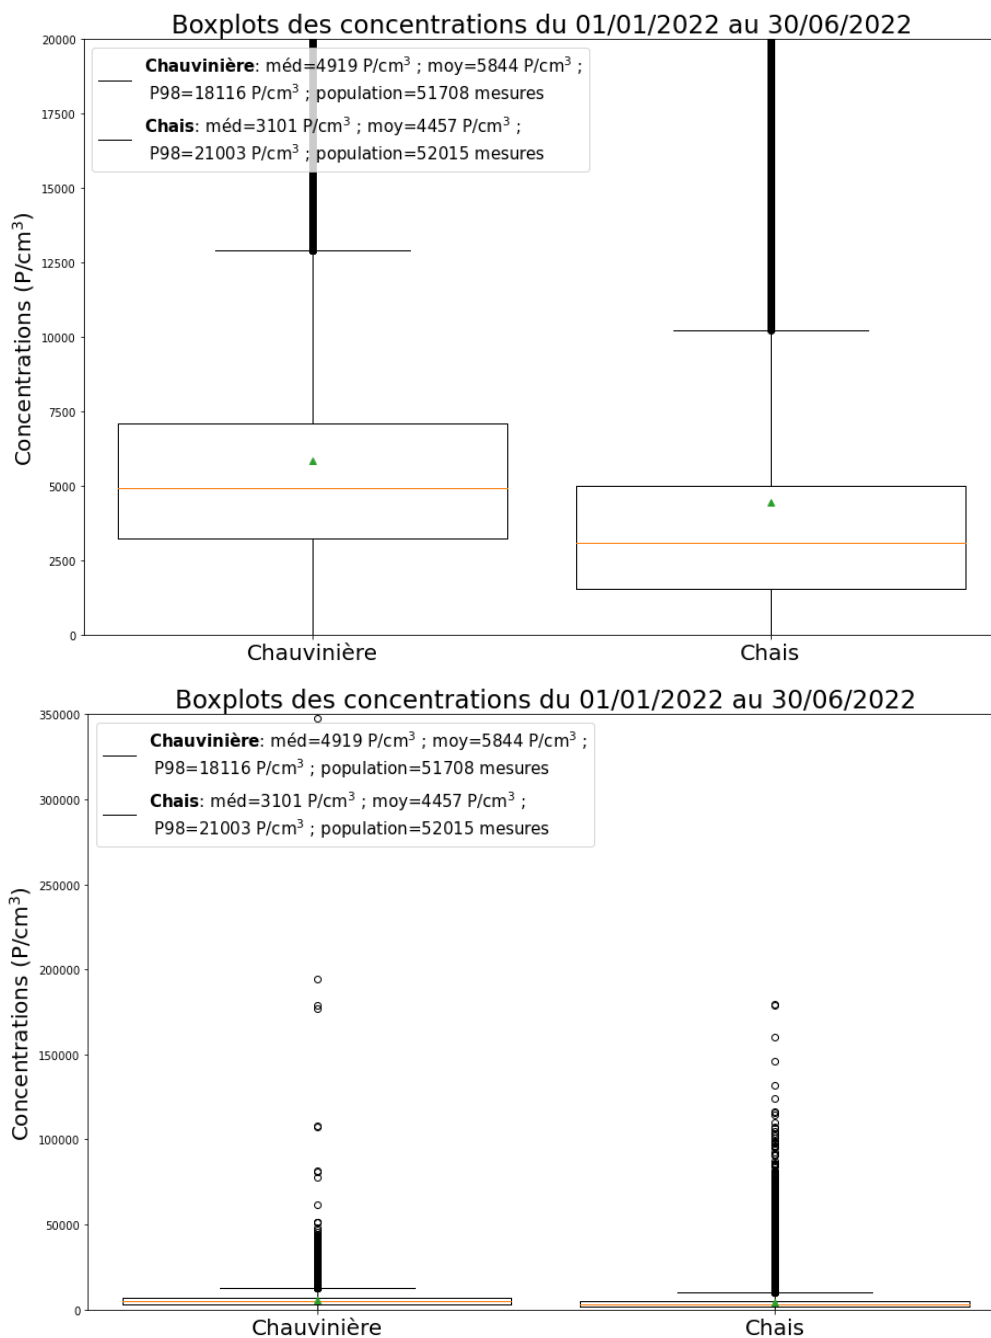 Boxplots des concentrations du 01/01/2022 au 30/06/2022
20000
17500
15000
12500
10000
7500
5000
2500
0
Concentrations (P/cm³)
Chauvinière: méd=4919 P/cm³ ; moy=5844 P/cm³ ;
P98=18116 P/cm³ ; population=51708 mesures
Chais: méd=3101 P/cm³ ; moy=4457 P/cm³ ;
P98=21003 P/cm³ ; population=52015 mesures
Chauvinière
Chais
Boxplots des concentrations du 01/01/2022 au 30/06/2022
350000
300000
250000
200000
150000
100000
50000
0
Concentrations (P/cm³)
Chauvinière: méd=4919 P/cm³ ; moy=5844 P/cm³ ;
P98=18116 P/cm³ ; population=51708 mesures
Chais: méd=3101 P/cm³ ; moy=4457 P/cm³ ;
P98=21003 P/cm³ ; population=52015 mesures
Chauvinière
Chais